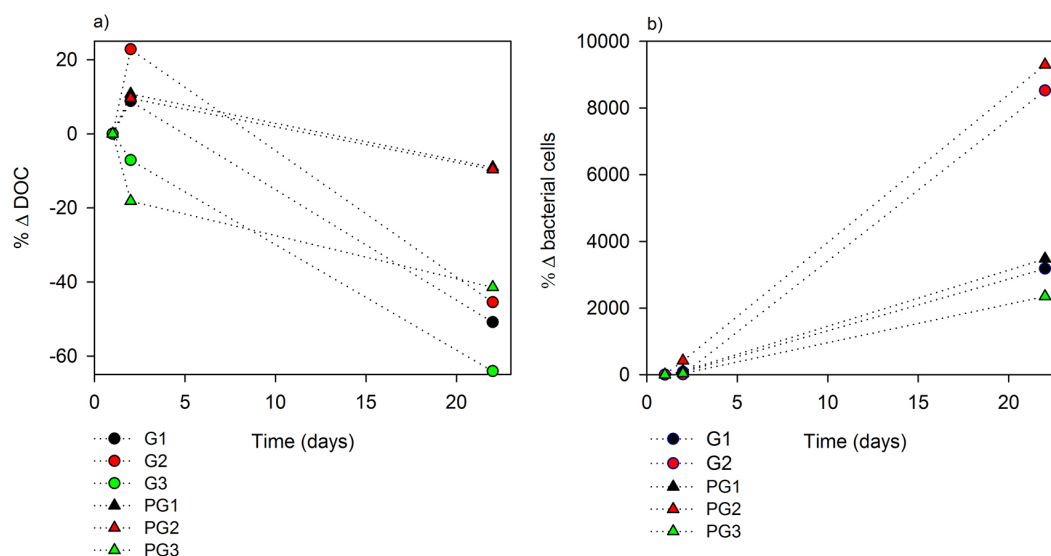 a)
% Δ DOC
20
0
-20
-40
-60
0 5 10 15 20
Time (days)
G1
G2
G3
PG1
PG2
PG3
b)
% Δ bacterial cells
10000
8000
6000
4000
2000
0
0 5 10 15 20
Time (days)
G1
G2
PG1
PG2
PG3